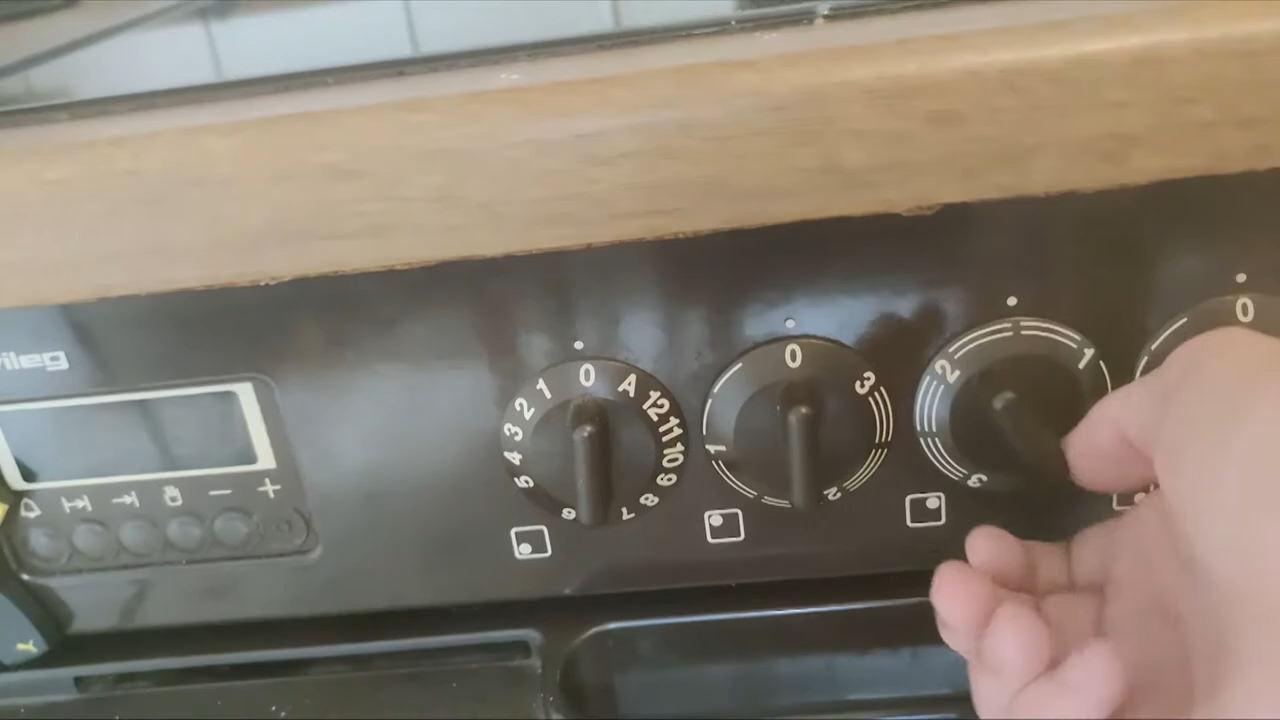 ileg
− +
0 A 12 11 10 9 8 7 6 5 4 3 2 1
0 3 2 1
1 3 2
0